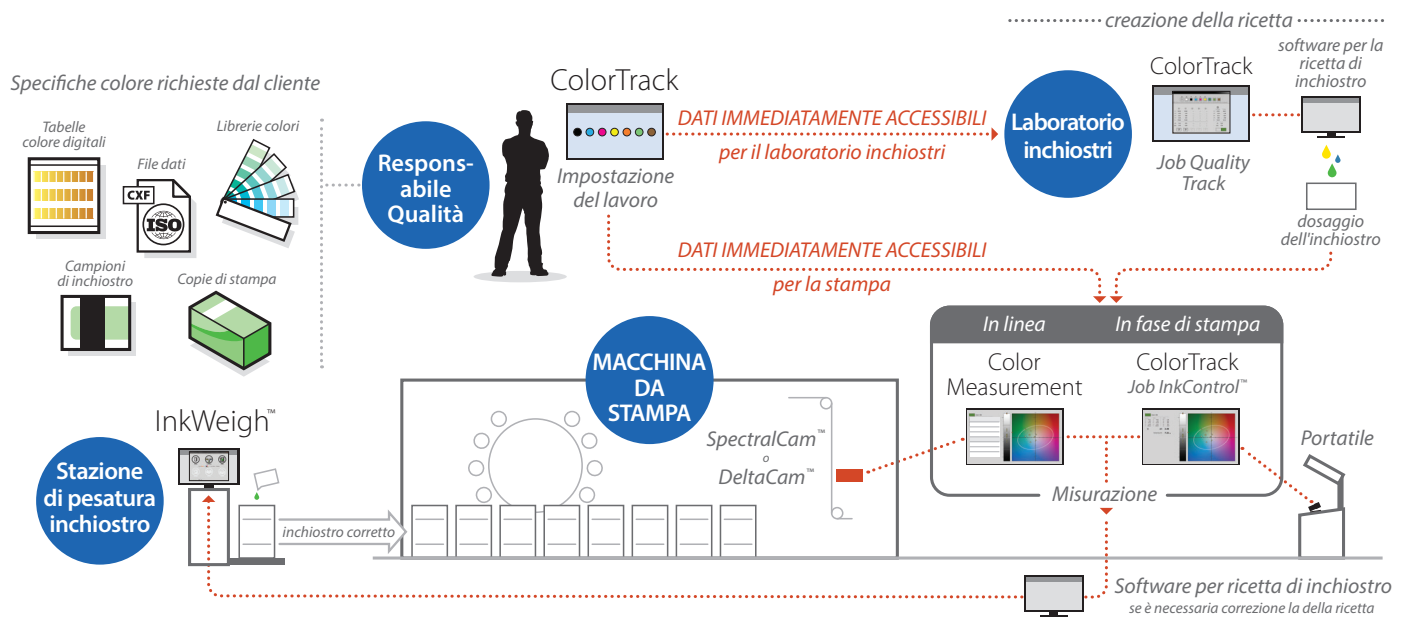 Specifiche colore richieste dal cliente
Tabelle
colore digitali
File dati
CXF
ISO
Librerie colori
Campioni
di inchiostro
Copie di stampa
Respons-
abile
Qualità
ColorTrack
Impostazione
del lavoro
DATI IMMEDIATAMENTE ACCESSIBILI
per il laboratorio inchiostri
DATI IMMEDIATAMENTE ACCESSIBILI
per la stampa
Laboratorio
inchiostri
creazione della ricetta
ColorTrack
Job Quality
Track
software per la
ricetta di
inchiostro
dosaggio
dell'inchiostro
In linea
In fase di stampa
Color
Measurement
ColorTrack
Job InkControl™
Misurazione
Portatile
MACCHINA
DA
STAMPA
SpectralCam™
o
DeltaCam™
InkWeigh™
Stazione
di pesatura
inchiostro
inchiostro corretto
Software per ricetta di inchiostro
se è necessaria correzione la della ricetta